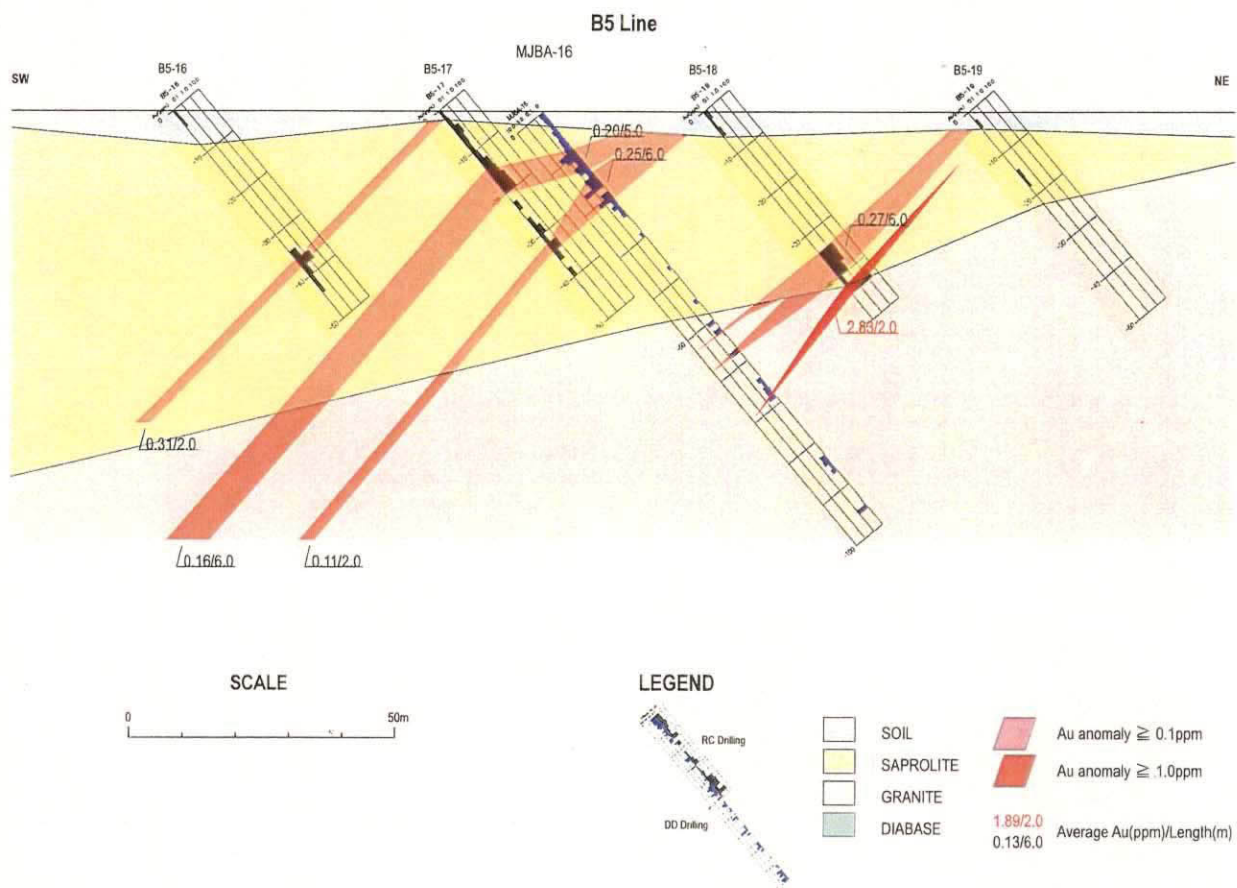 B5 Line
MJBA-16
SW
B5-16
B5-17
B5-18
B5-19
NE
0.20/5.0
0.25/6.0
0.27/6.0
2.83/2.0
0.31/2.0
0.16/6.0
0.11/2.0
SCALE
0
50m
LEGEND
RC Drilling
DD Drilling
SOIL
SAPROLITE
GRANITE
DIABASE
Au anomaly ≧ 0.1ppm
Au anomaly ≧ 1.0ppm
1.89/2.0
0.13/6.0
Average Au(ppm)/Length(m)